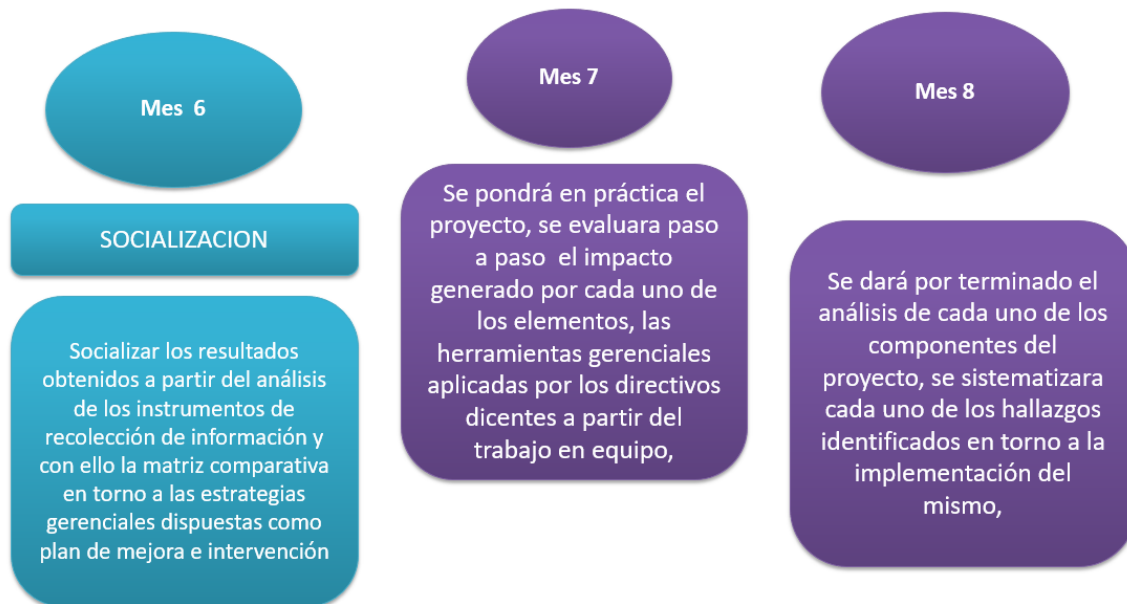 Mes 6
SOCIALIZACION
Socializar los resultados
obtenidos a partir del análisis
de los instrumentos de
recolección de información y
con ello la matriz comparativa
en torno a las estrategias
gerenciales dispuestas como
plan de mejora e intervención
Mes 7
Se pondrá en práctica el
proyecto, se evaluara paso
a paso el impacto
generado por cada uno de
los elementos, las
herramientas gerenciales
aplicadas por los directivos
dicentes a partir del
trabajo en equipo,
Mes 8
Se dará por terminado el
análisis de cada uno de los
componentes del
proyecto, se sistematizara
cada uno de los hallazgos
identificados en torno a la
implementación del
mismo,